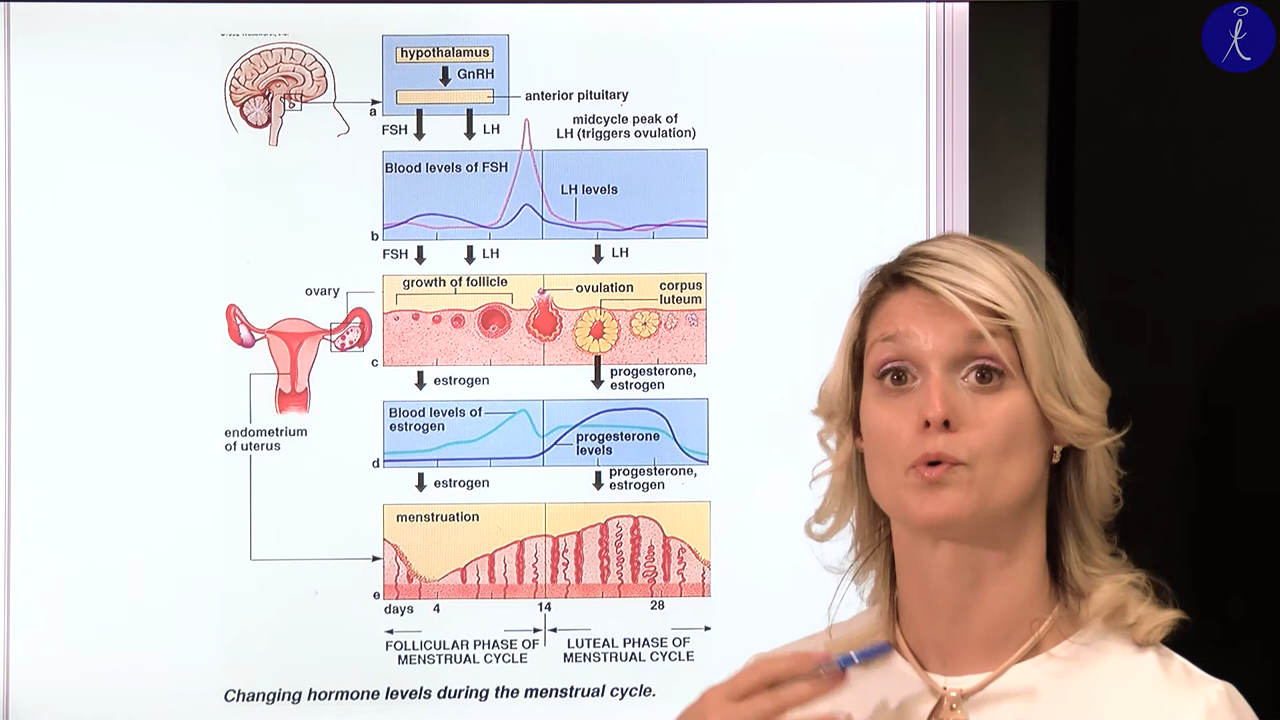 hypothalamus
GnRH
anterior pituitary
a
FSH
LH
midcycle peak of
LH (triggers ovulation)
Blood levels of FSH
LH levels
b
FSH
LH
LH
ovary
growth of follicle
ovulation
corpus
luteum
c
estrogen
progesterone,
estrogen
Blood levels of
estrogen
progesterone
levels
endometrium
of uterus
d
estrogen
progesterone,
estrogen
menstruation
e
days 4 14 28
FOLLICULAR PHASE OF
MENSTRUAL CYCLE
LUTEAL PHASE OF
MENSTRUAL CYCLE
Changing hormone levels during the menstrual cycle.